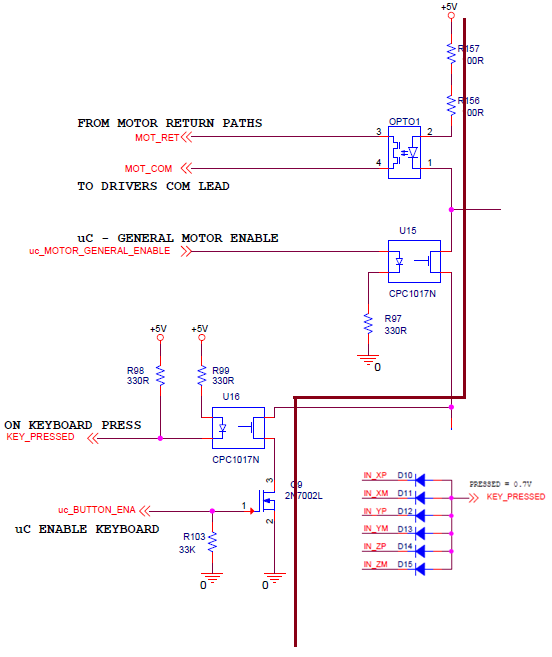 +5V
R157
00R
R156
00R
OPTO1
FROM MOTOR RETURN PATHS
3
2
MOT_RET
MOT_COM
4
1
TO DRIVERS COM LEAD
U15
uC - GENERAL MOTOR ENABLE
uc_MOTOR_GENERAL_ENABLE
CPC1017N
R97
330R
+5V
+5V
0
R98
330R
R99
330R
U16
ON KEYBOARD PRESS
KEY_PRESSED
CPC1017N
IN_XP D10
PRESSED = 0.7V
IN_XM D11
KEY_PRESSED
3
Q9
2N7002L
1
uc_BUTTON_ENA
IN_YP D12
2
uC ENABLE KEYBOARD
IN_YM D13
R103
33K
IN_ZP D14
IN_ZM D15
0
0